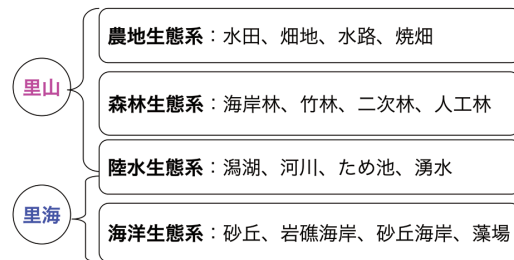 農地生態系：水田、畑地、水路、焼畑
里山
森林生態系：海岸林、竹林、二次林、人工林
陸水生態系：潟湖、河川、ため池、湧水
里海
海洋生態系：砂丘、岩礁海岸、砂丘海岸、藻場